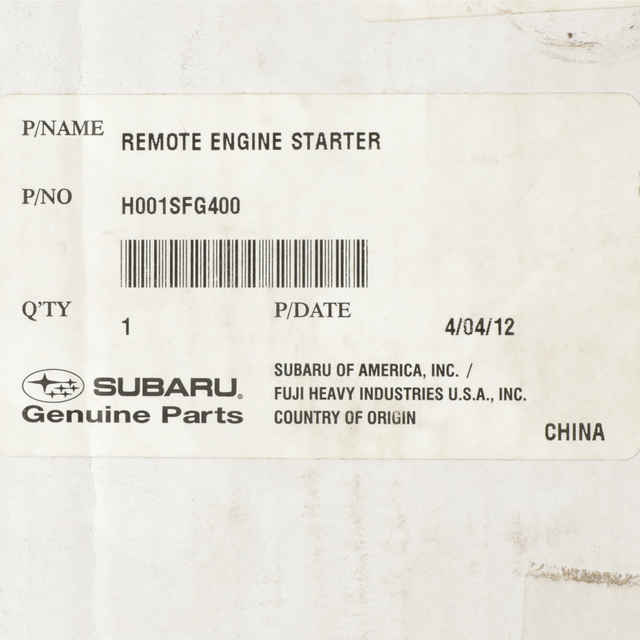 P/NAME REMOTE ENGINE STARTER
P/NO H001SFG400
Q'TY 1 P/DATE 4/04/12
SUBARU®
Genuine Parts
SUBARU OF AMERICA, INC. /
FUJI HEAVY INDUSTRIES U.S.A., INC.
COUNTRY OF ORIGIN
CHINA